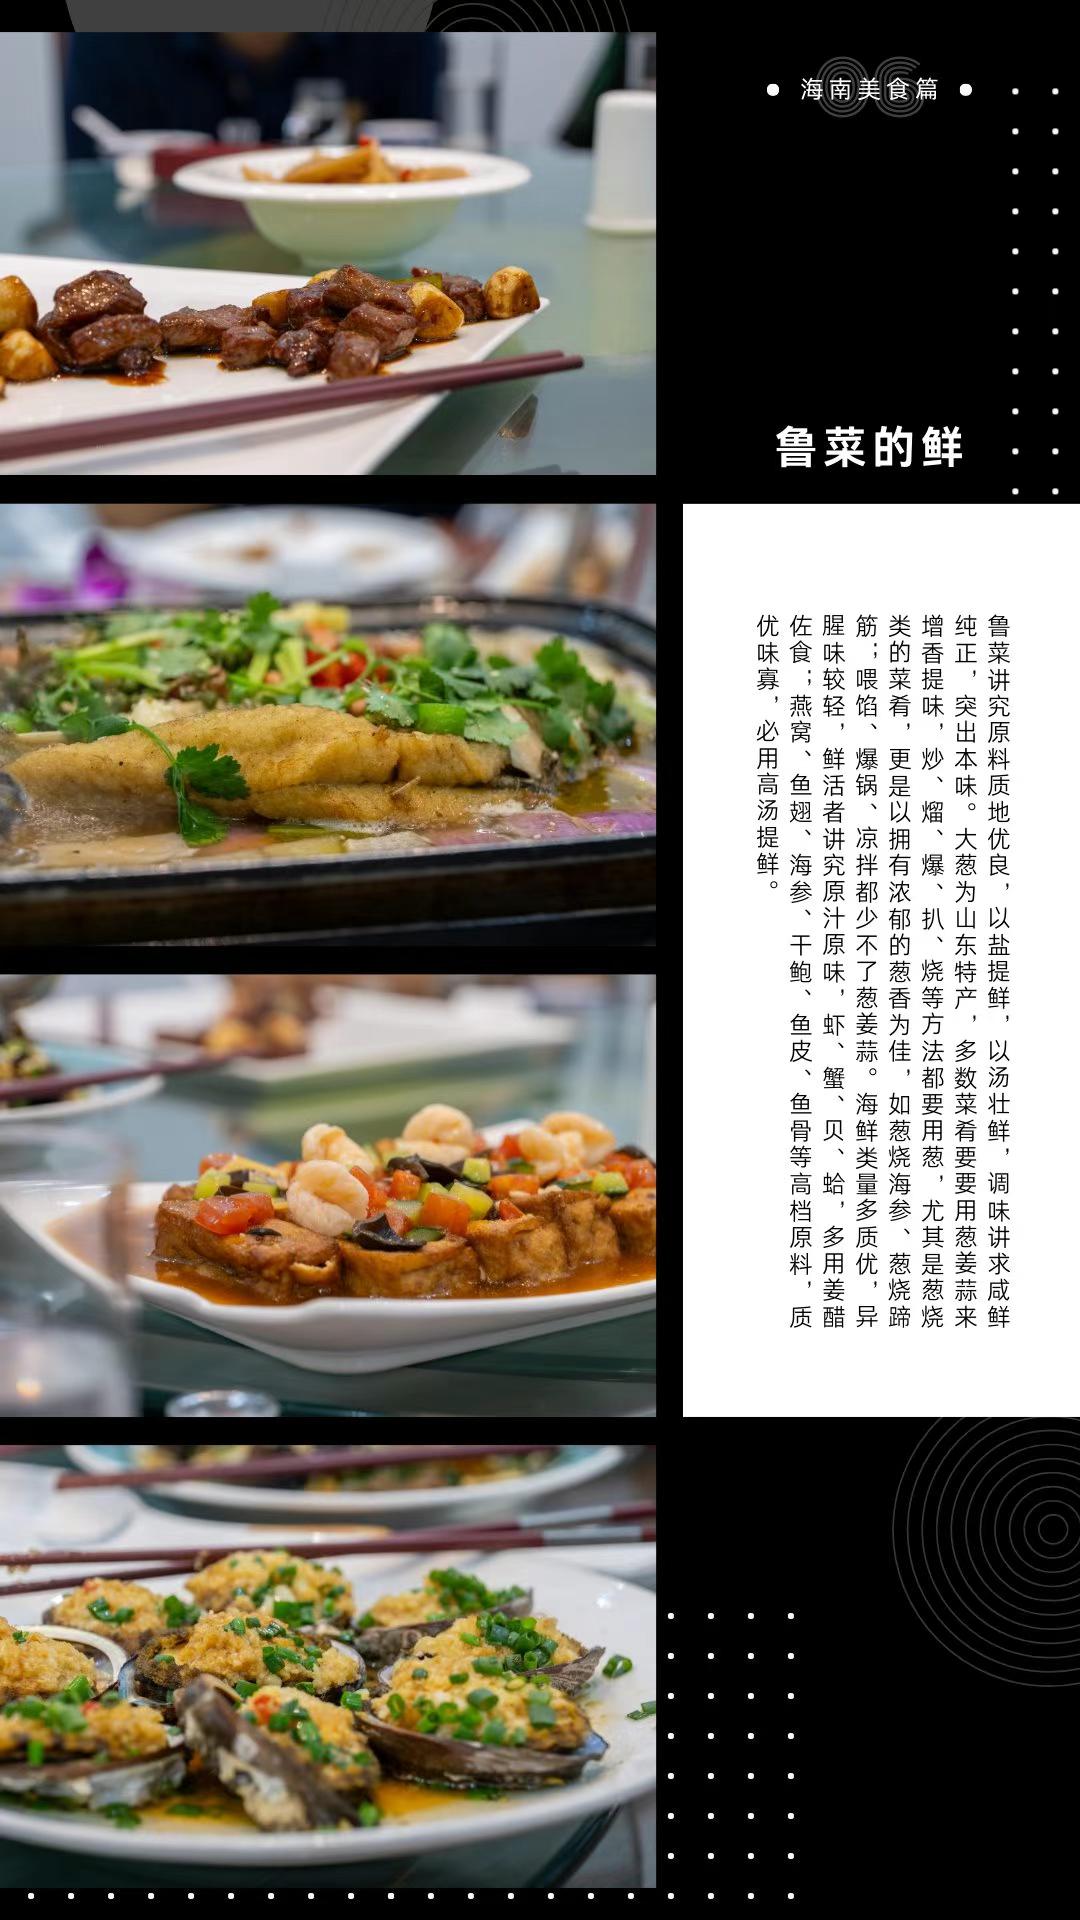 06
海南美食篇
鲁菜的鲜
鲁菜讲究原料质地优良，以盐提鲜，以汤壮鲜，调味讲求咸鲜
纯正，突出本味。大葱为山东特产，多数菜肴要要用葱姜蒜来
增香提味，炒、熘、爆、扒、烧等方法都要用葱，尤其是葱烧
类的菜肴，更是以拥有浓郁的葱香为佳，如葱烧海参、葱烧蹄
筋；喂馅、爆锅、凉拌都少不了葱姜蒜。海鲜类量多质优，异
腥味较轻，鲜活者讲究原汁原味，虾、蟹、贝、蛤，多用姜醋
佐食；燕窝、鱼翅、海参、干鲍、鱼皮、鱼骨等高档原料，质
优味寡，必用高汤提鲜。